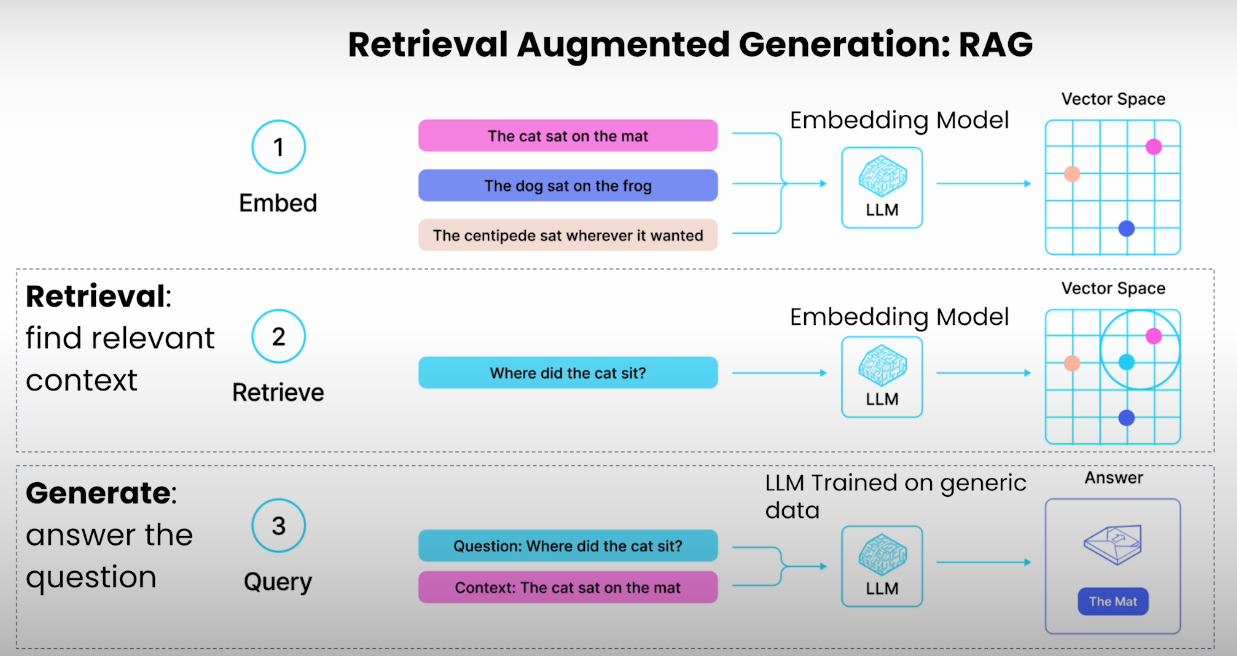 Retrieval Augmented Generation: RAG
1
Embed
The cat sat on the mat
The dog sat on the frog
The centipede sat wherever it wanted
Embedding Model
LLM
Vector Space
Retrieval:
find relevant
context
2
Retrieve
Where did the cat sit?
Embedding Model
LLM
Vector Space
Generate:
answer the
question
3
Query
Question: Where did the cat sit?
Context: The cat sat on the mat
LLM Trained on generic
data
LLM
Answer
The Mat